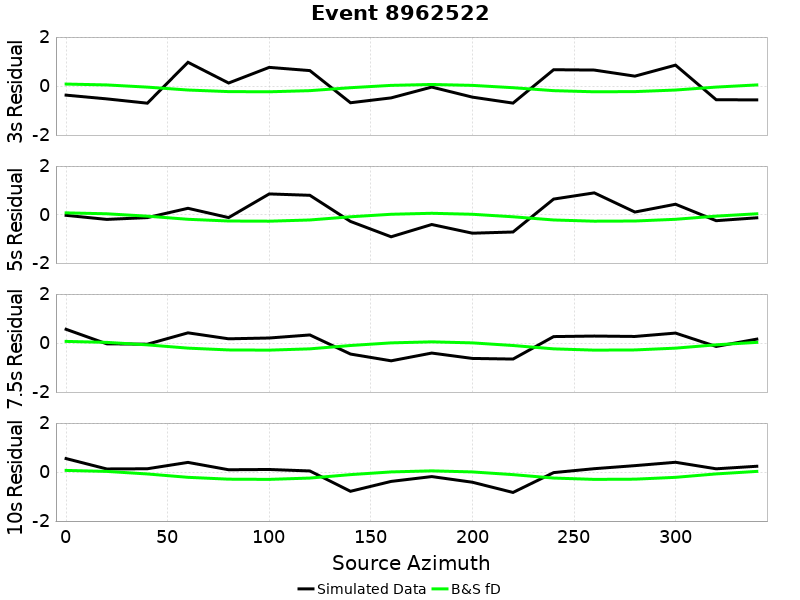 Event 8962522
3s Residual
2
0
-2
5s Residual
2
0
-2
7.5s Residual
2
0
-2
10s Residual
2
0
-2
0 50 100 150 200 250 300
Source Azimuth
Simulated Data B&S fD